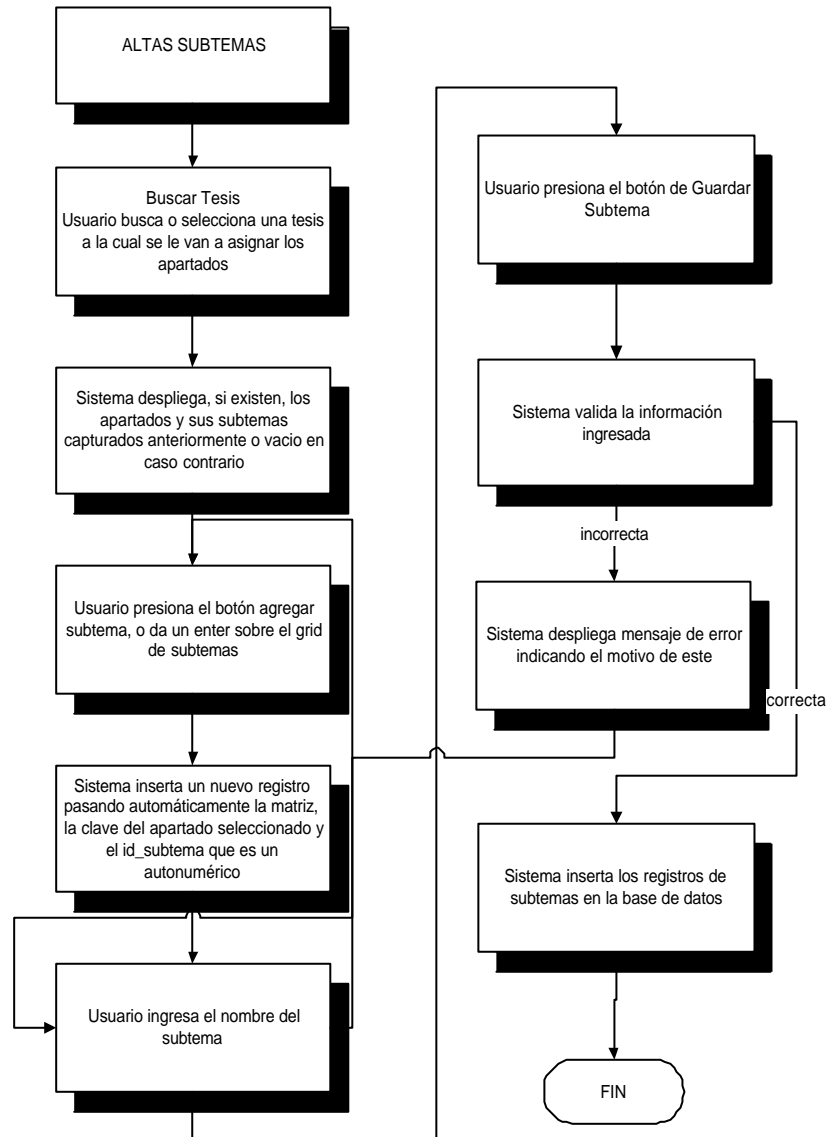 ALTAS SUBTEMAS
Buscar Tesis
Usuario busca o selecciona una tesis
a la cual se le van a asignar los
apartados
Sistema despliega, si existen, los
apartados y sus subtemas
capturados anteriormente o vacio en
caso contrario
Usuario presiona el botón agregar
subtema, o da un enter sobre el grid
de subtemas
Sistema inserta un nuevo registro
pasando automáticamente la matriz,
la clave del apartado seleccionado y
el id_subtema que es un
autonumérico
Usuario ingresa el nombre del
subtema
Usuario presiona el botón de Guardar
Subtema
Sistema valida la información
ingresada
incorrecta
Sistema despliega mensaje de error
indicando el motivo de este
correcta
Sistema inserta los registros de
subtemas en la base de datos
FIN